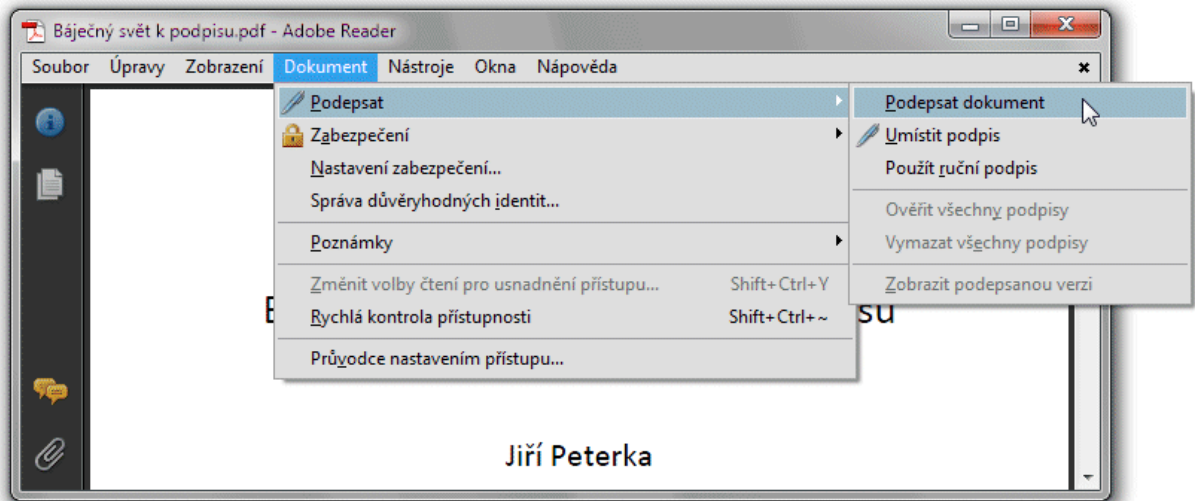 Báječný svět k podpisu.pdf - Adobe Reader
Soubor Úpravy Zobrazení Dokument Nástroje Okna Nápověda
Podepsat
Zabezpečení
Nastavení zabezpečení...
Správa důvěryhodných identit...
Poznámky
Změnit volby čtení pro usnadnění přístupu... Shift+Ctrl+Y
Rychlá kontrola přístupnosti Shift+Ctrl+~
Průvodce nastavením přístupu...
Podepsat dokument
Umístit podpis
Použít ruční podpis
Ověřit všechny podpisy
Vymazat všechny podpisy
Zobrazit podepsanou verzi
Jiří Peterka